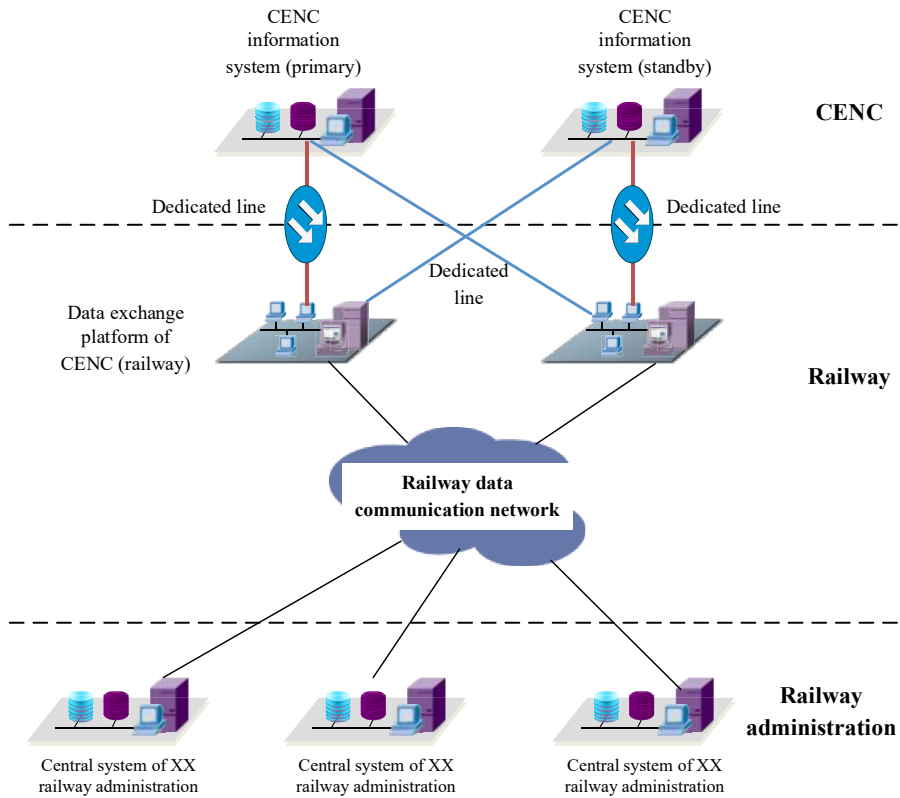 CENC
information
system (primary)
CENC
information
system (standby)
CENC
Dedicated line
Dedicated line
Dedicated
line
Data exchange
platform of
CENC (railway)
Railway
Railway data
communication network
Railway
administration
Central system of XX
railway administration
Central system of XX
railway administration
Central system of XX
railway administration